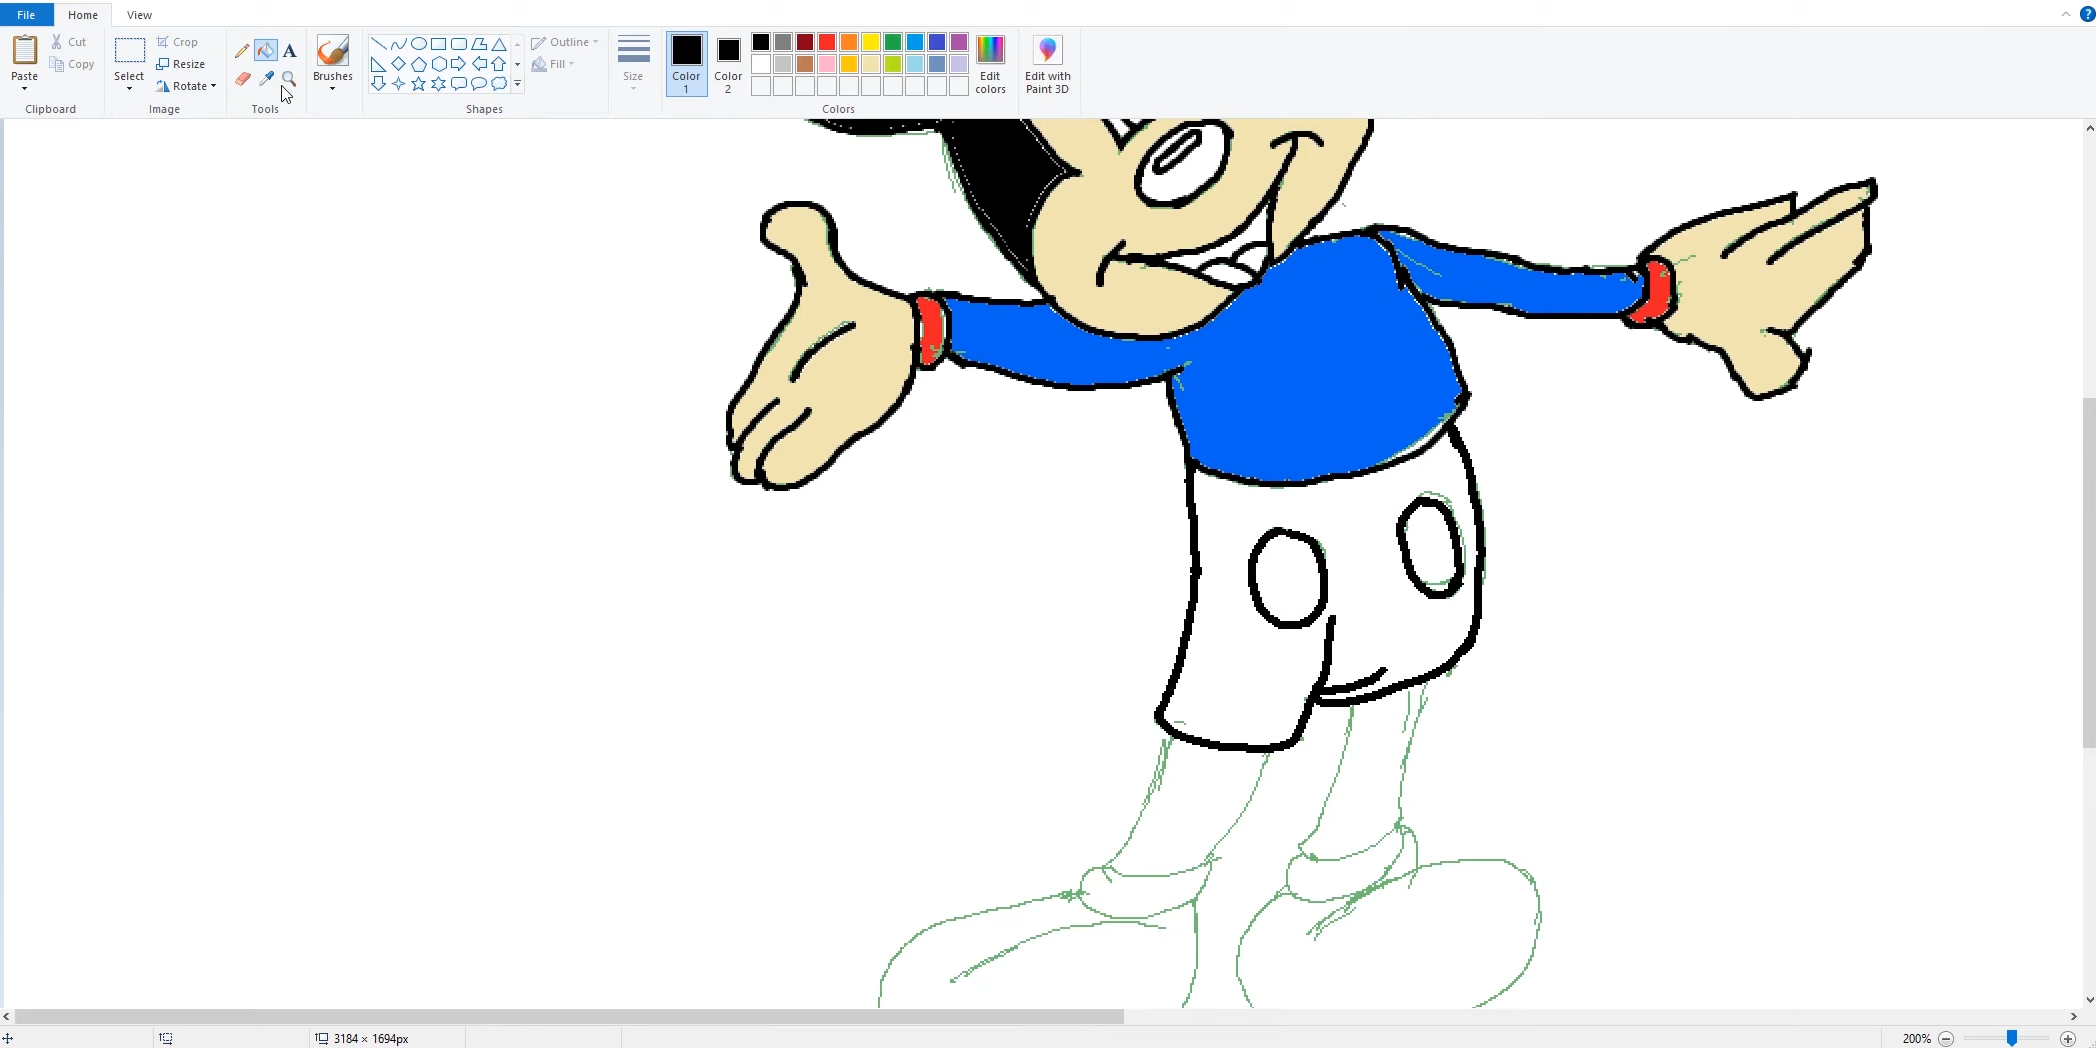 File Home View
?
Paste
Cut
Copy
Clipboard
Select
Crop
Resize
Rotate
Image
A
Tools
Brushes
Shapes
Outline
Fill
Size
Color 1
Color 2
Edit colors
Colors
Edit with Paint 3D
3184 × 1694px
200%